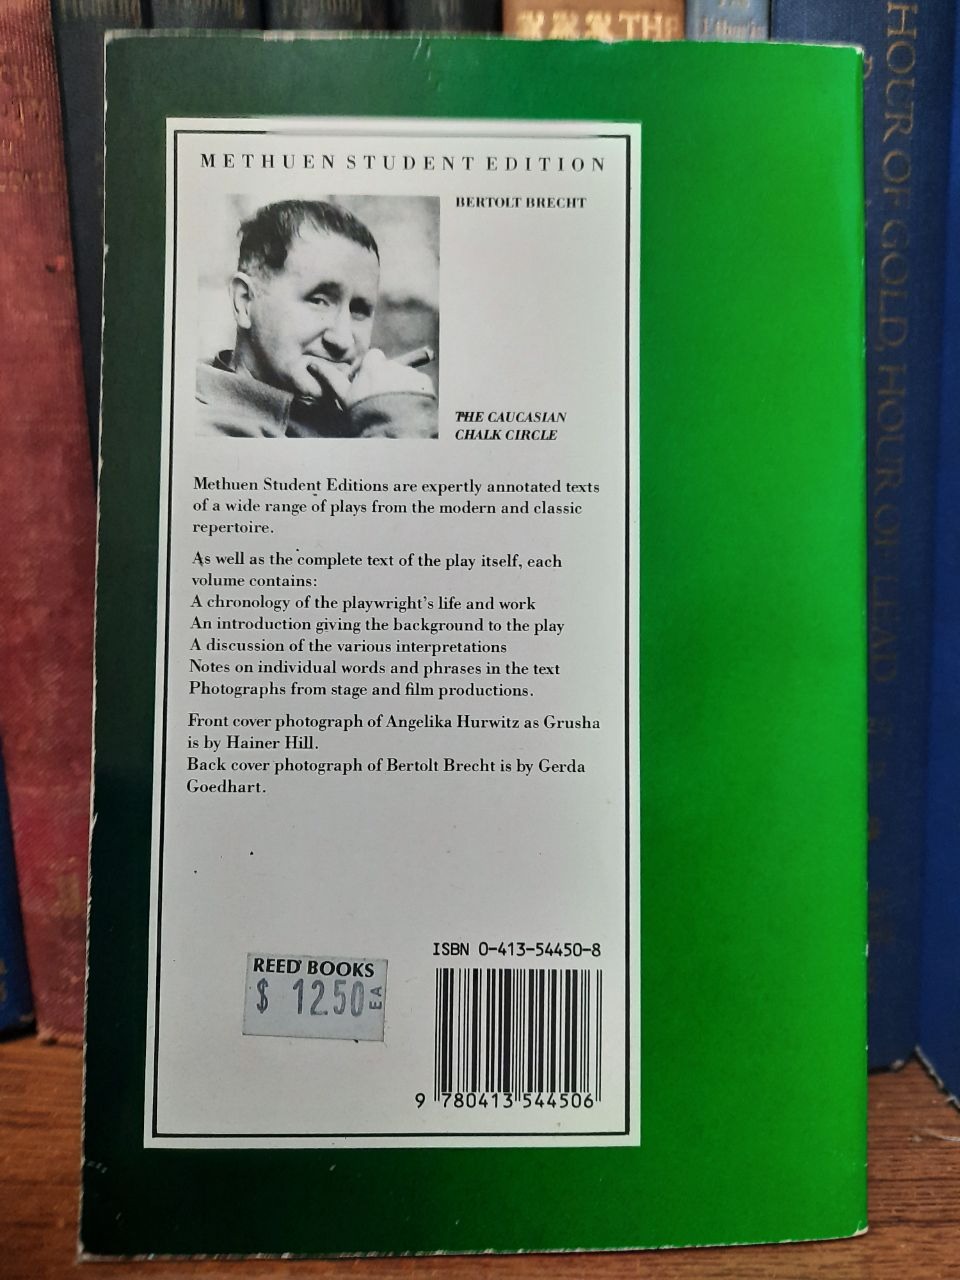 THE
HOUR OF GOLD, HOUR OF LEAD
METHUEN STUDENT EDITION
BERTOLT BRECHT
THE CAUCASIAN
CHALK CIRCLE
Methuen Student Editions are expertly annotated texts
of a wide range of plays from the modern and classic
repertoire.
As well as the complete text of the play itself, each
volume contains:
A chronology of the playwright's life and work
An introduction giving the background to the play
A discussion of the various interpretations
Notes on individual words and phrases in the text
Photographs from stage and film productions.
Front cover photograph of Angelika Hurwitz as Grusha
is by Hainer Hill.
Back cover photograph of Bertolt Brecht is by Gerda
Goedhart.
REED BOOKS
$ 12.50 EA
ISBN 0-413-54450-8
9 780413 544506